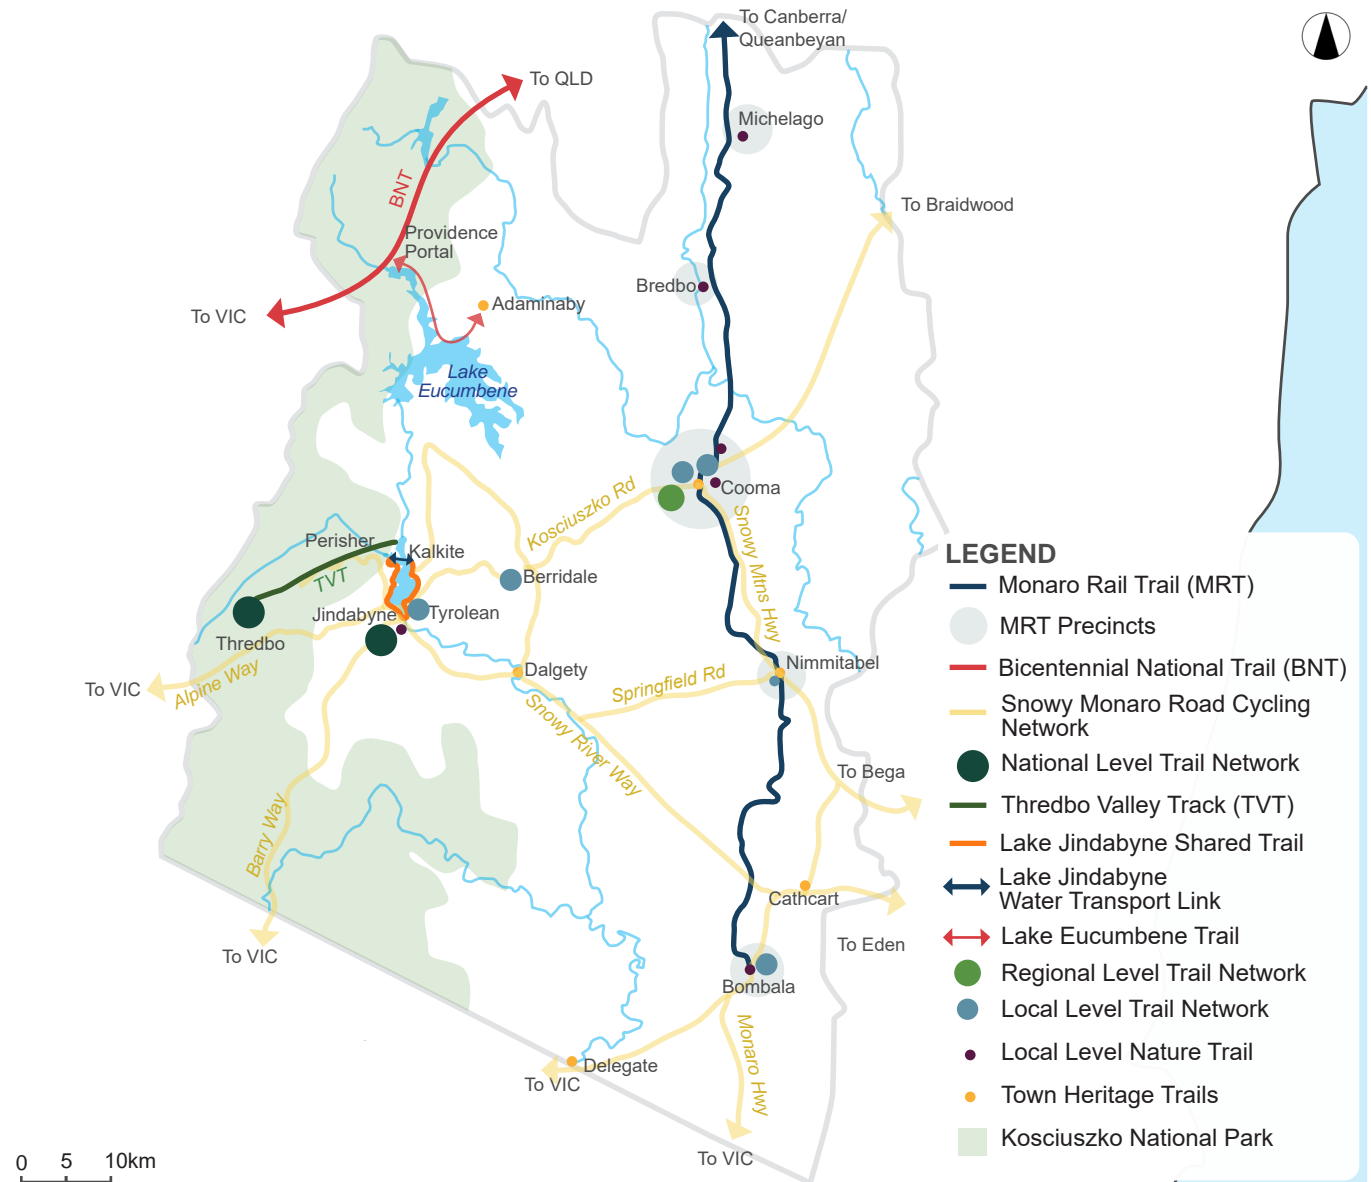 To Canberra/
Queanbeyan
To QLD
Michelago
BNT
To Braidwood
Providence
Portal
Bredbo
Adaminaby
To VIC
Lake
Eucumbene
Cooma
Kosciuszko Rd
Snowy Mtns Hwy
Perisher
Kalkite
TVT
Berridale
Jindabyne
Tyrolean
Thredbo
Nimmitabel
Dalgety
Springfield Rd
To VIC
Alpine Way
Snowy River Way
To Bega
Barry Way
Cathcart
To VIC
To Eden
Bombala
Monaro Hwy
Delegate
To VIC
To VIC
0 5 10km
LEGEND
Monaro Rail Trail (MRT)
MRT Precincts
Bicentennial National Trail (BNT)
Snowy Monaro Road Cycling
Network
National Level Trail Network
Thredbo Valley Track (TVT)
Lake Jindabyne Shared Trail
Lake Jindabyne
Water Transport Link
Lake Eucumbene Trail
Regional Level Trail Network
Local Level Trail Network
Local Level Nature Trail
Town Heritage Trails
Kosciuszko National Park